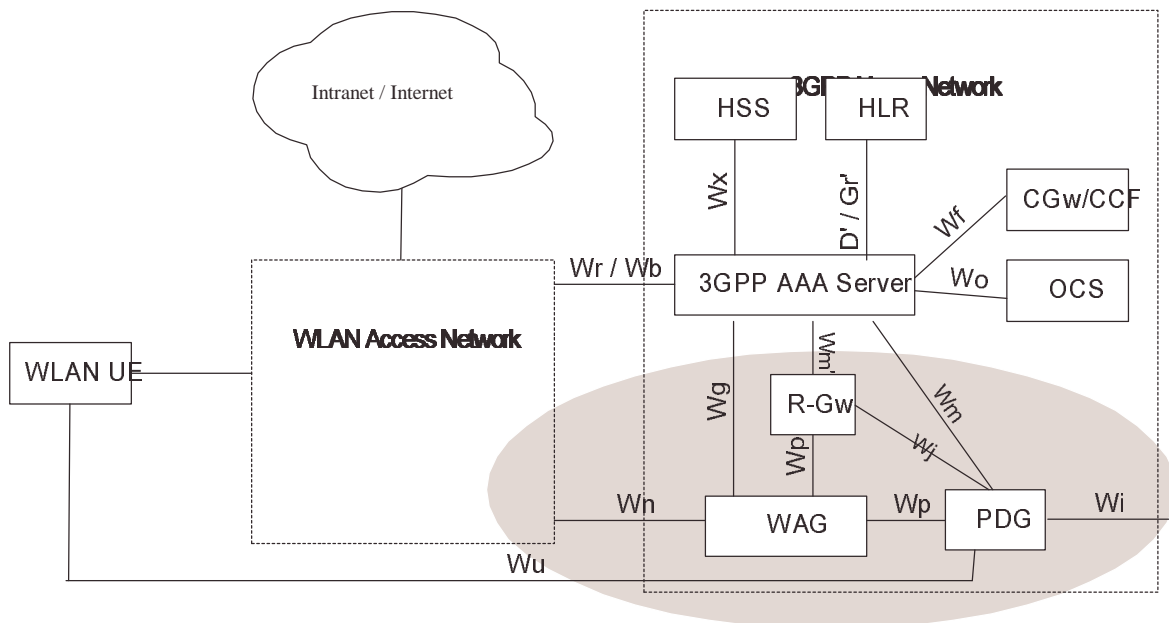 Intranet / Internet
3GPP Network
HSS
HLR
Wx
D' / Gr'
CGw/CCF
Wf
Wr / Wb
3GPP AAA Server
Wo
OCS
WLAN Access Network
WLAN UE
Wg
Wm'
Wm
R-Gw
Wj
Wp
Wn
WAG
Wp
PDG
Wi
Wu